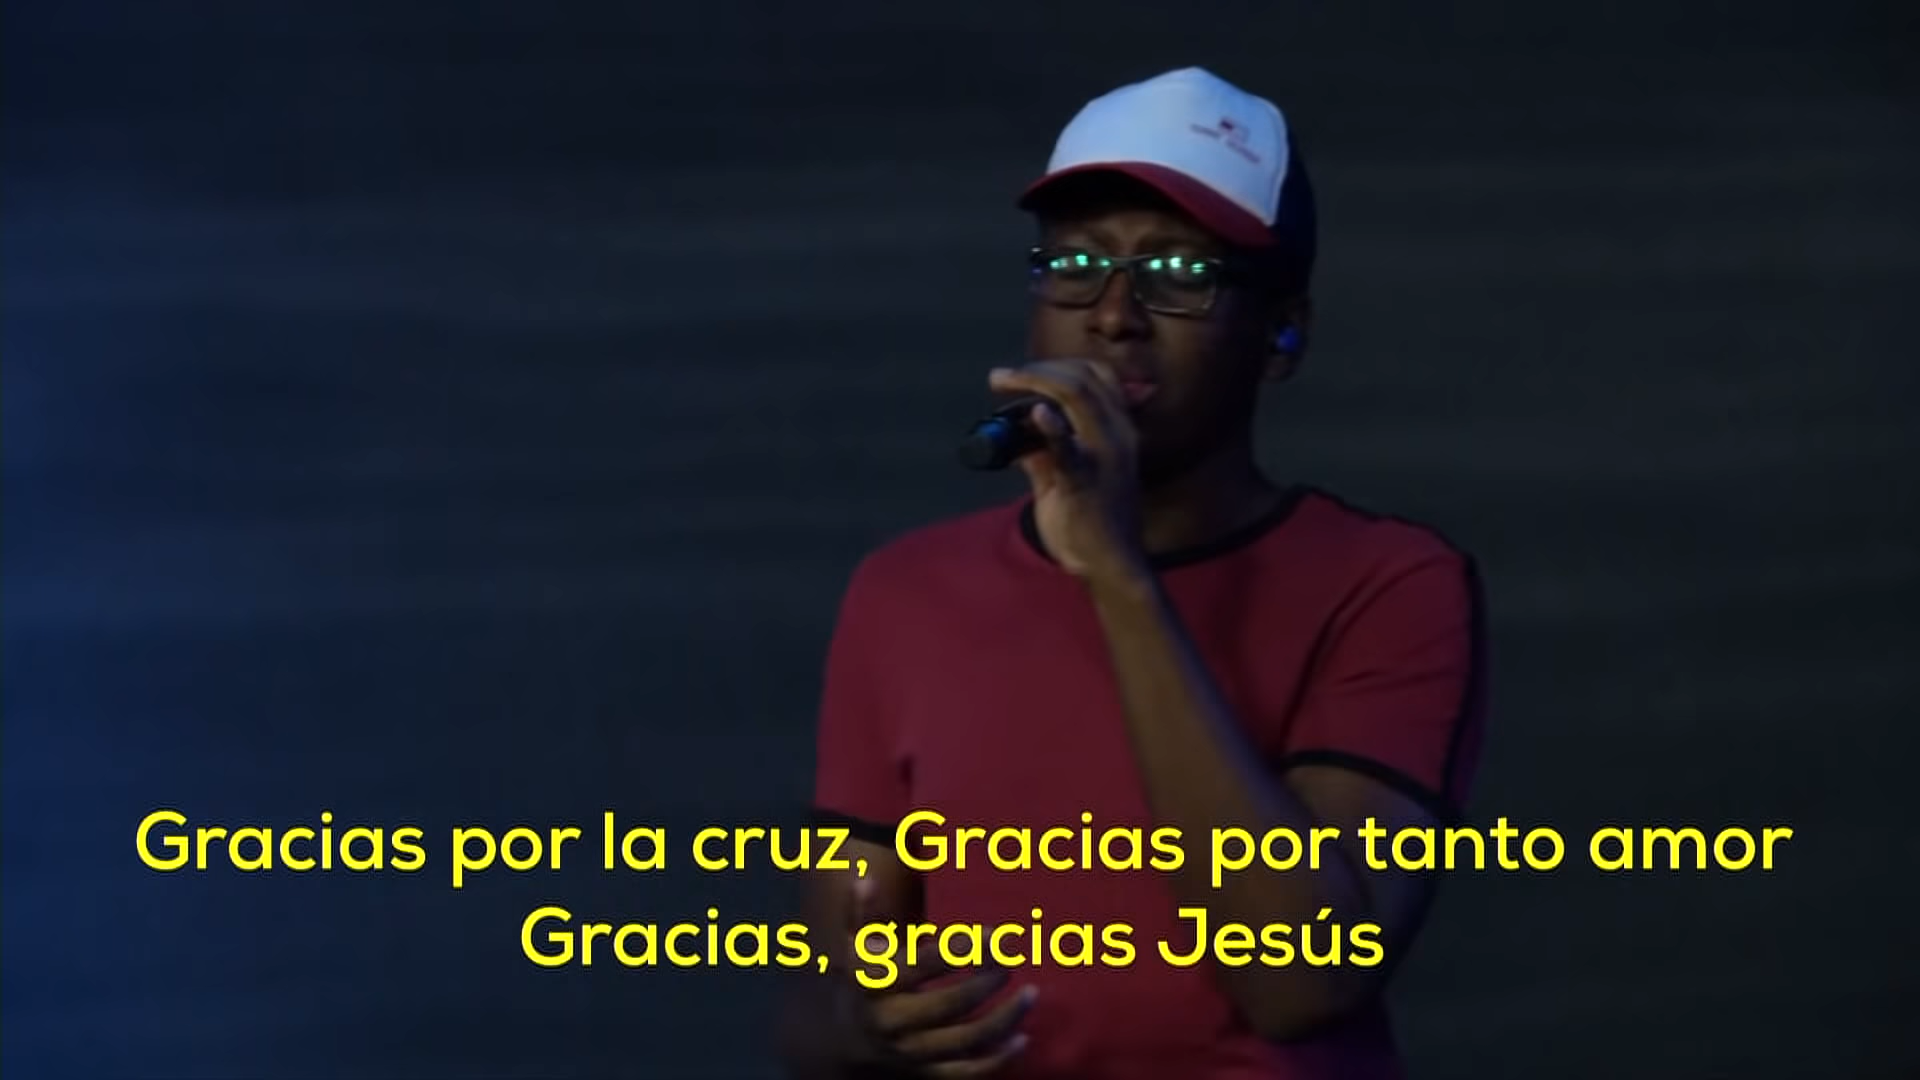 Gracias por la cruz, Gracias por tanto amor
Gracias, gracias Jesús